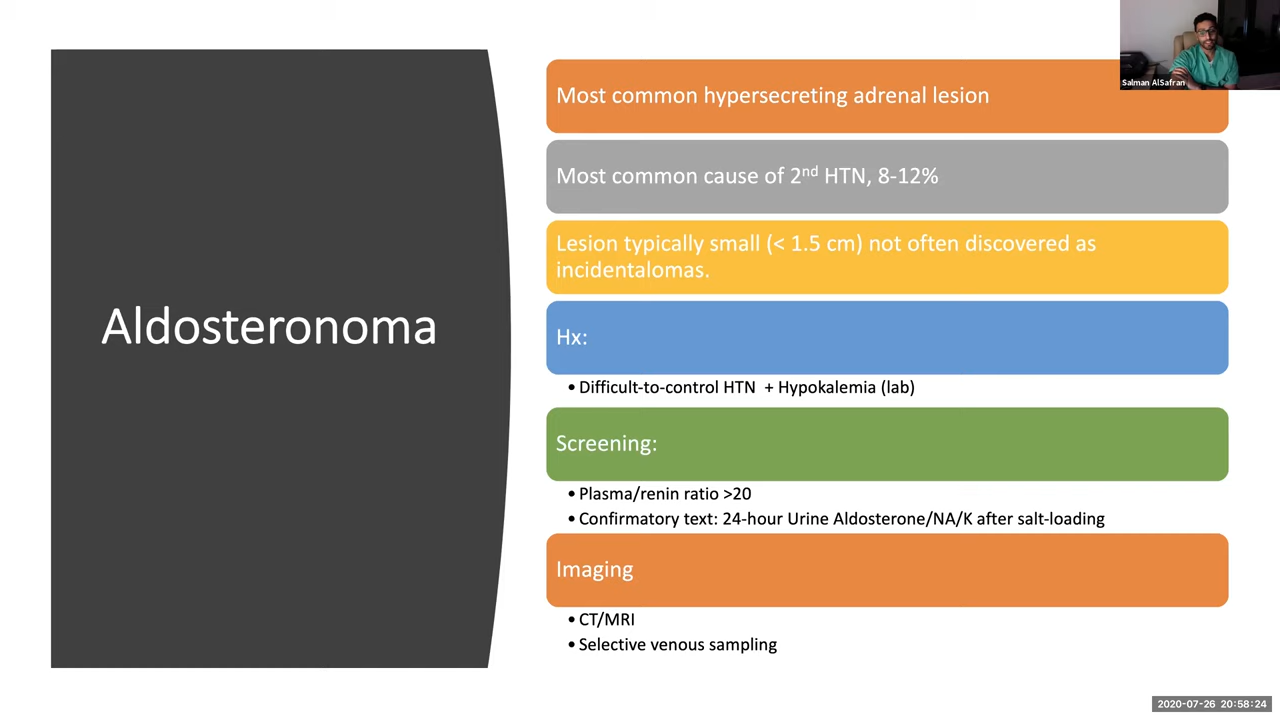 Salman AlSafran
Aldosteronoma
Most common hypersecreting adrenal lesion
Most common cause of 2nd HTN, 8-12%
Lesion typically small (< 1.5 cm) not often discovered as
incidentalomas.
Hx:
• Difficult-to-control HTN + Hypokalemia (lab)
Screening:
• Plasma/renin ratio >20
• Confirmatory text: 24-hour Urine Aldosterone/NA/K after salt-loading
Imaging
• CT/MRI
• Selective venous sampling
2020-07-26 20:58:24